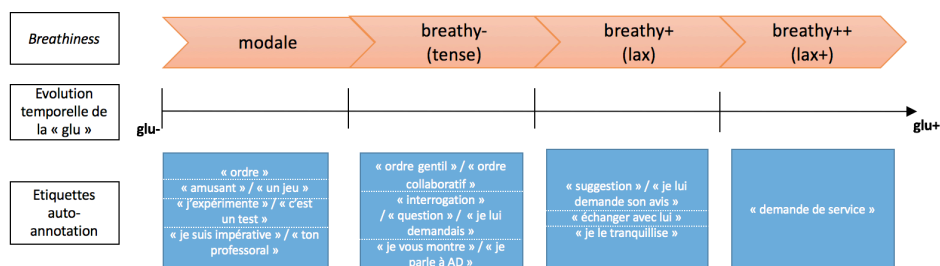 Breathiness
modale
breathy-
(tense)
breathy+
(lax)
breathy++
(lax+)
Evolution
temporelle de
la « glu »
glu-
glu+
Etiquettes
auto-
annotation
« ordre »
« amusant » / « un jeu »
« j’expérimente » / « c’est
un test »
« je suis impérative » / « ton
professoral »
« ordre gentil » / « ordre
collaboratif »
« interrogation »
/ « question » / « je lui
demandais »
« je vous montre » / « je
parle à AD »
« suggestion » / « je lui
demande son avis »
« échanger avec lui »
« je le tranquillise »
« demande de service »